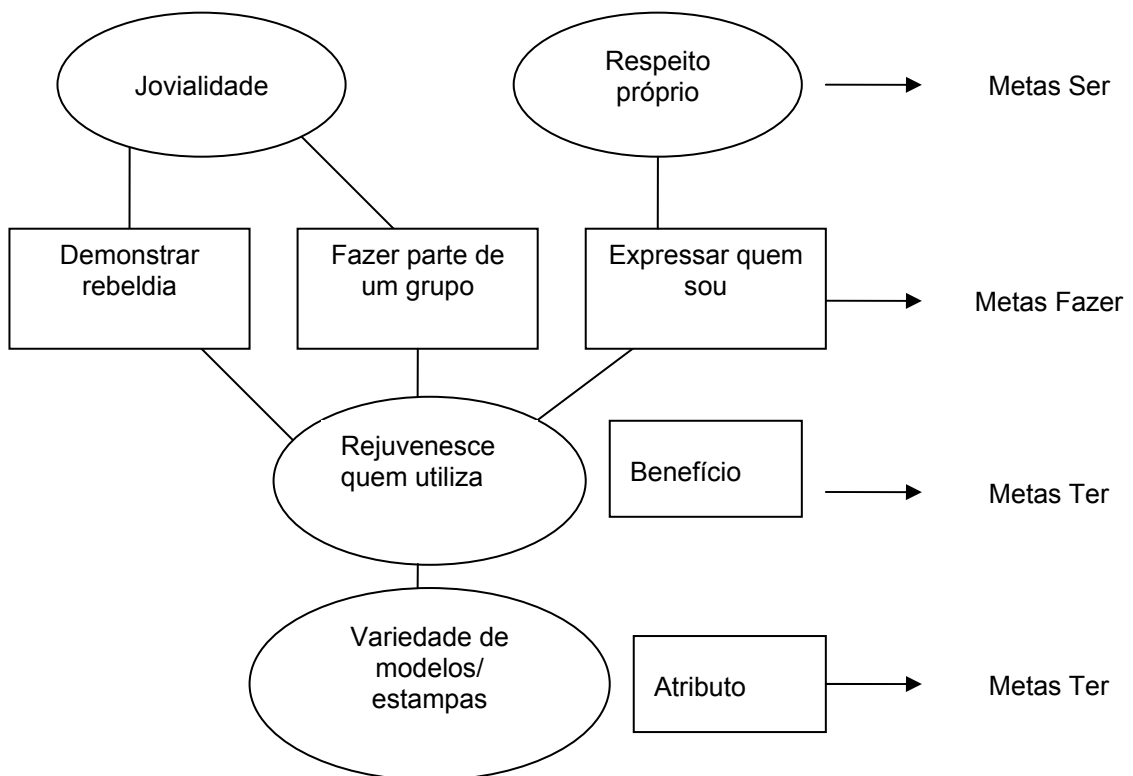 Jovialidade
Respeito
próprio
Metas Ser
Demonstrar
rebeldia
Fazer parte de
um grupo
Expressar quem
sou
Metas Fazer
Rejuvenesce
quem utiliza
Benefício
Metas Ter
Variedade de
modelos/
estampas
Atributo
Metas Ter